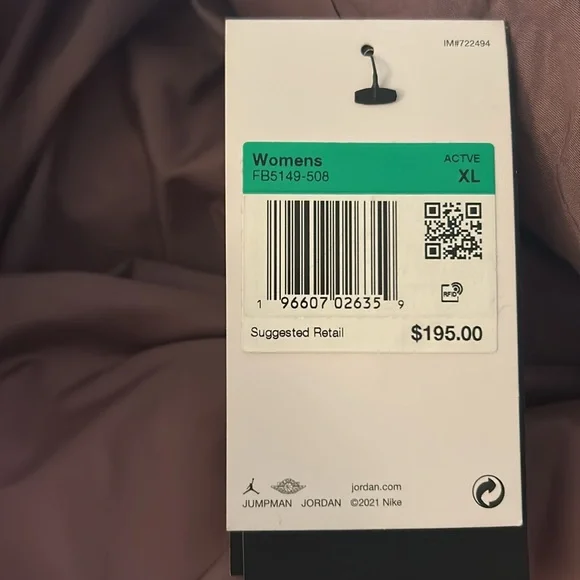 IM#722494
Womens ACTVE
FB5149-508 XL
1 96607 02635 9
RFID
Suggested Retail $195.00
jordan.com
JUMPMAN JORDAN ©2021 Nike